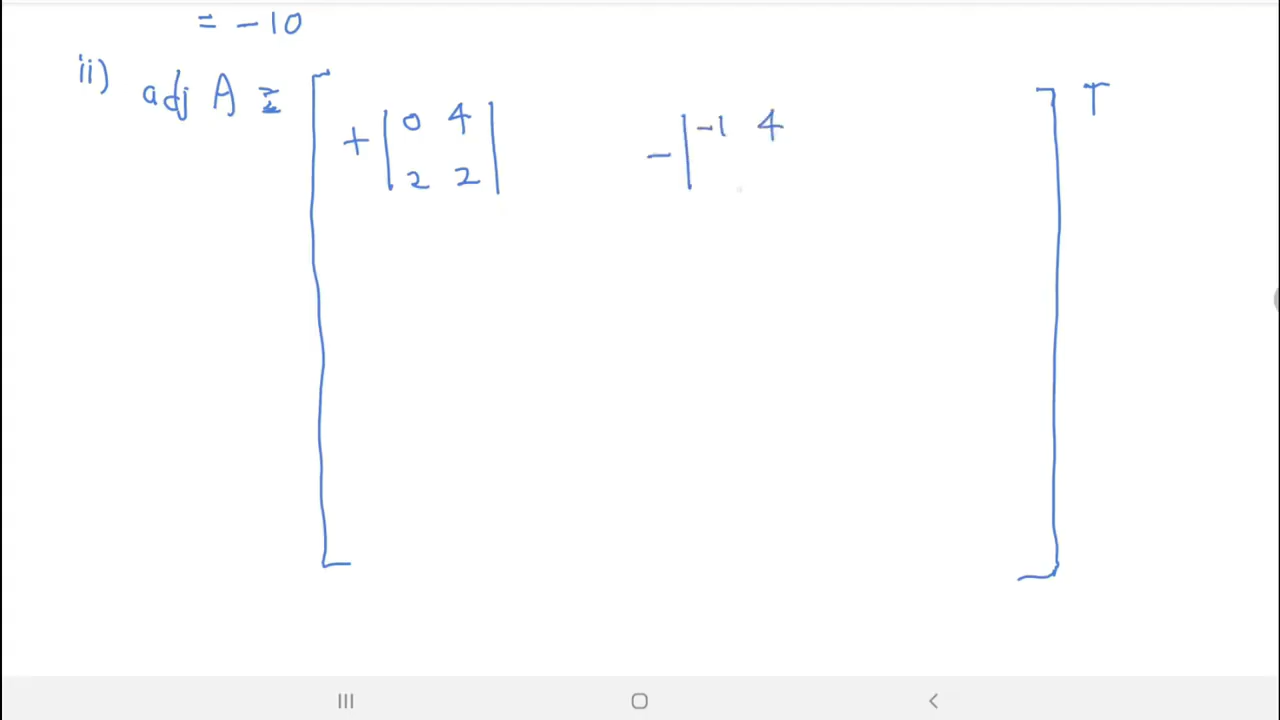 = -10
ii) adj A = [ +|0 4| -|-1 4 ] T
|2 2| |